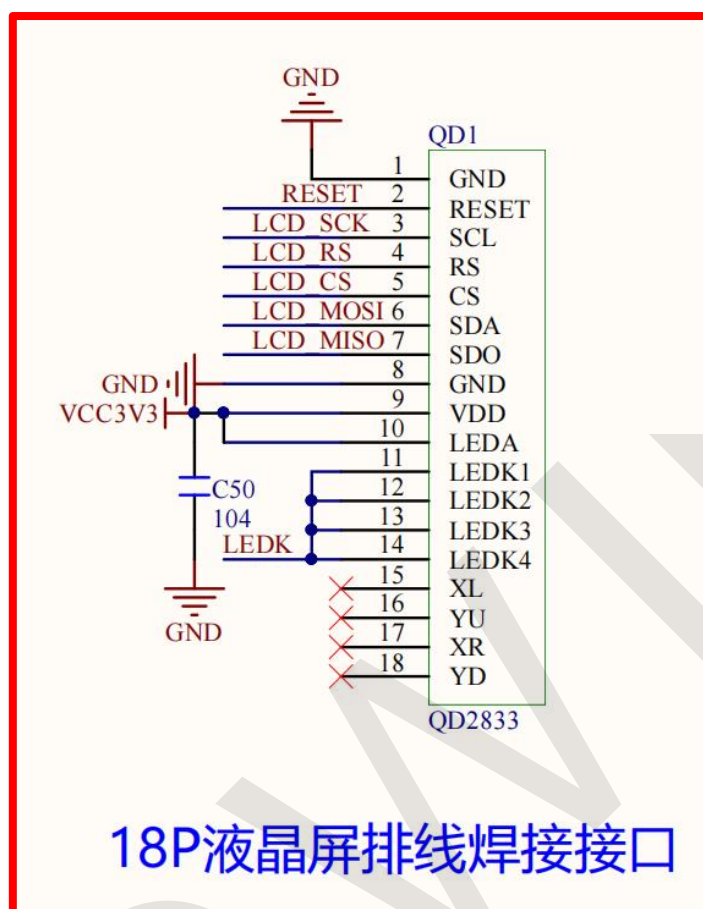 GND
QD1
1 GND
RESET 2 RESET
LCD_SCK 3 SCL
LCD_RS 4 RS
LCD_CS 5 CS
LCD_MOSI 6 SDA
LCD_MISO 7 SDO
GND 8 GND
VCC3V3 9 VDD
10 LEDA
11 LEDK1
12 LEDK2
C50
13 LEDK3
104
LEDK 14 LEDK4
15 XL
16 YU
GND
17 XR
18 YD
QD2833
18P液晶屏排线焊接接口